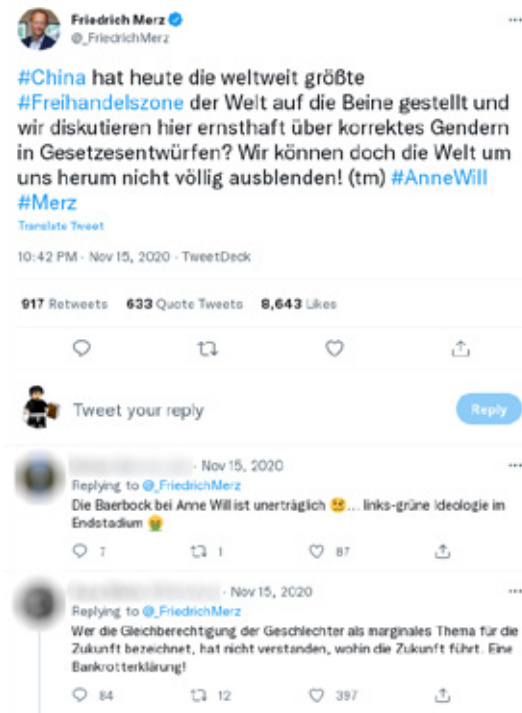 Friedrich Merz
@_FriedrichMerz
#China hat heute die weltweit größte
#Freihandelszone der Welt auf die Beine gestellt und
wir diskutieren hier ernsthaft über korrektes Gendern
in Gesetzesentwürfen? Wir können doch die Welt um
uns herum nicht völlig ausblenden! (tm) #AnneWill
#Merz
Translate Tweet
10:42 PM · Nov 15, 2020 · TweetDeck
917 Retweets 633 Quote Tweets 8,643 Likes
Tweet your reply
Reply
· Nov 15, 2020
Replying to @_FriedrichMerz
Die Baerbock bei Anne Will ist unerträglich ... links-grüne Ideologie im
Endstadium
7 1 87
· Nov 15, 2020
Replying to @_FriedrichMerz
Wer die Gleichberechtigung der Geschlechter als marginales Thema für die
Zukunft bezeichnet, hat nicht verstanden, wohin die Zukunft führt. Eine
Bankrotterklärung!
84 12 397